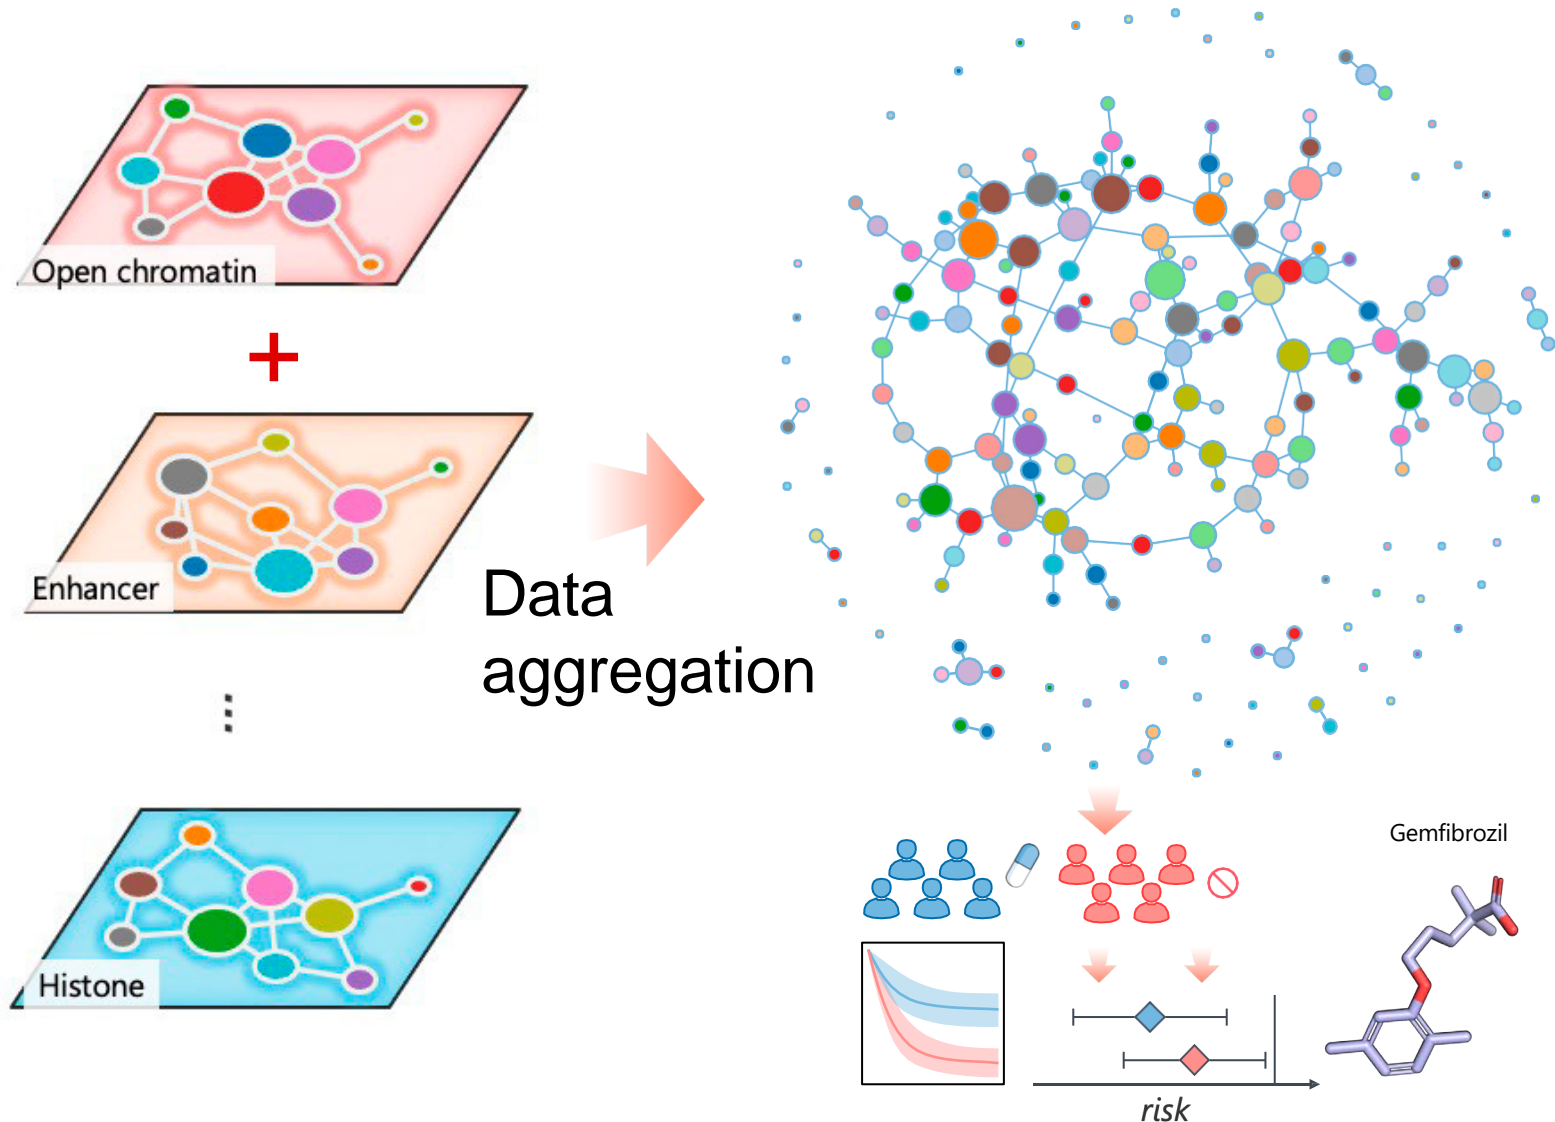 Open chromatin
+
Enhancer
Data
aggregation
⋮
Histone
Gemfibrozil
risk